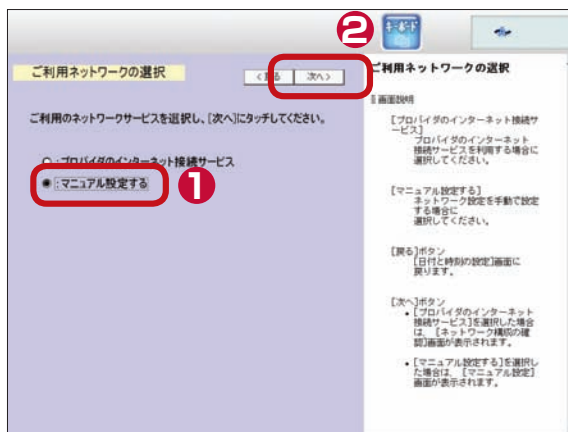 2
キーボード
ご利用ネットワークの選択
<戻る
次へ>
ご利用のネットワークサービスを選択し、[次へ]にタッチしてください。
:プロバイダのインターネット接続サービス
:マニュアル設定する
1
ご利用ネットワークの選択
画面説明
[プロバイダのインターネット接続サ
ービス]
プロバイダのインターネット
接続サービスを利用する場合に
選択してください。
[マニュアル設定する]
ネットワーク設定を手動で設定
する場合に
選択してください。
[戻る]ボタン
[日付と時刻の設定]画面に
戻ります。
[次へ]ボタン
・[プロバイダのインターネット
接続サービス]を選択した場合
は、[ネットワーク構成の確
認]画面が表示されます。
・[マニュアル設定する]を選択し
た場合は、[マニュアル設定]
画面が表示されます。